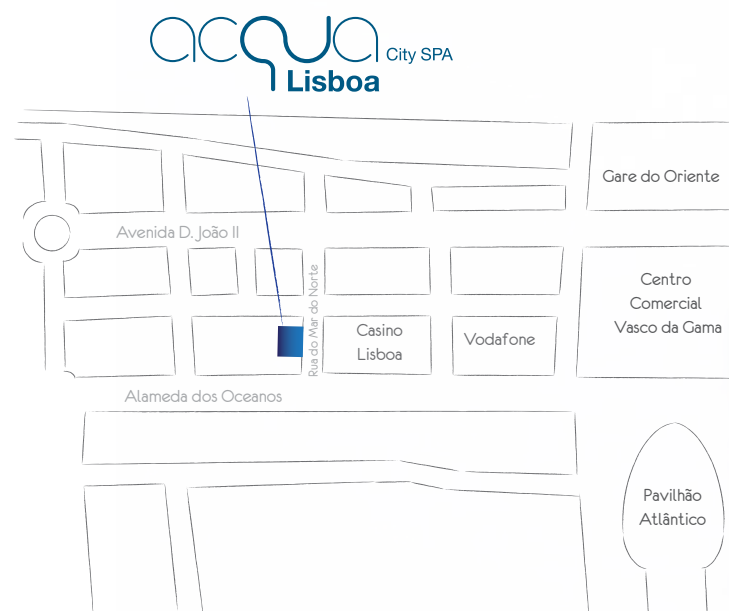 acqua City SPA
Lisboa
Gare do Oriente
Avenida D. João II
Rua do Mar do Norte
Centro
Comercial
Vasco da Gama
Casino
Lisboa
Vodafone
Alameda dos Oceanos
Pavilhão
Atlântico